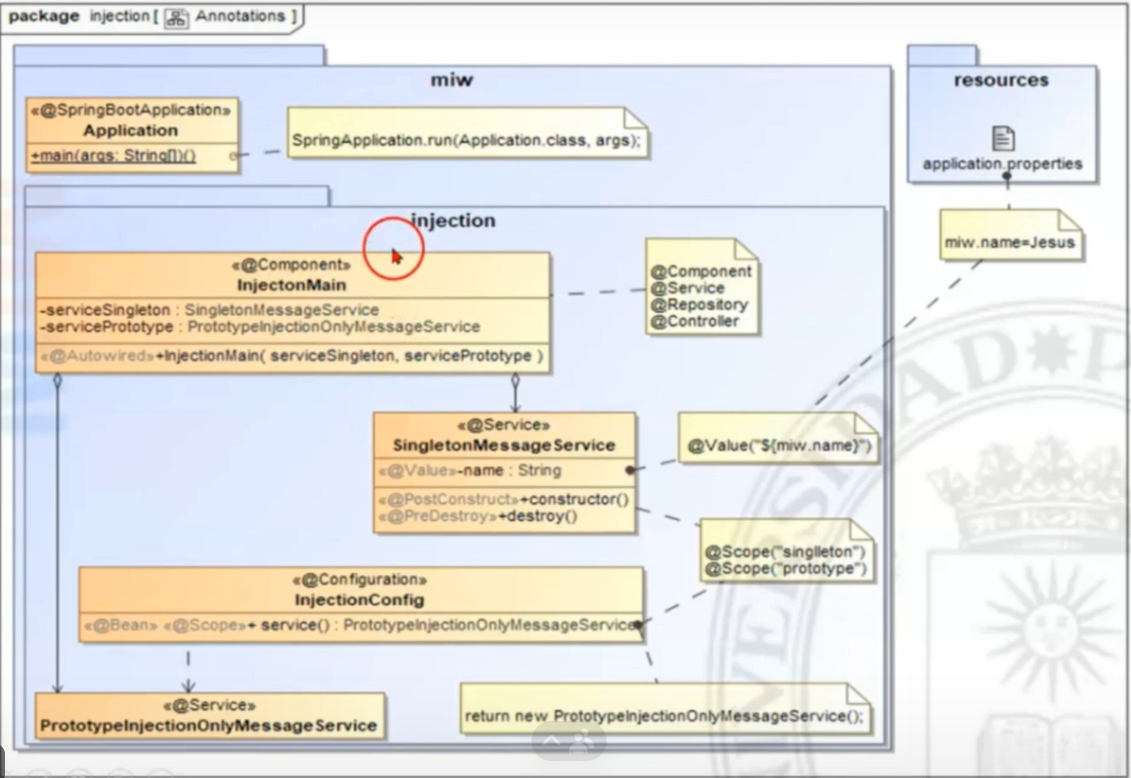 package injection [ Annotations ]
miw
resources
«@SpringBootApplication»
Application
+main(args: String[])()
SpringApplication.run(Application.class, args);
application.properties
miw.name=Jesus
injection
«@Component»
InjectonMain
-serviceSingleton : SingletonMessageService
-servicePrototype : PrototypeInjectionOnlyMessageService
«@Autowired»+InjectionMain( serviceSingleton, servicePrototype )
@Component
@Service
@Repository
@Controller
«@Service»
SingletonMessageService
«@Value»-name : String
«@PostConstruct»+constructor()
«@PreDestroy»+destroy()
@Value("${miw.name}")
@Scope("singlleton")
@Scope("prototype")
«@Configuration»
InjectionConfig
«@Bean» «@Scope»+ service() : PrototypeInjectionOnlyMessageService
«@Service»
PrototypeInjectionOnlyMessageService
return new PrototypeInjectionOnlyMessageService();